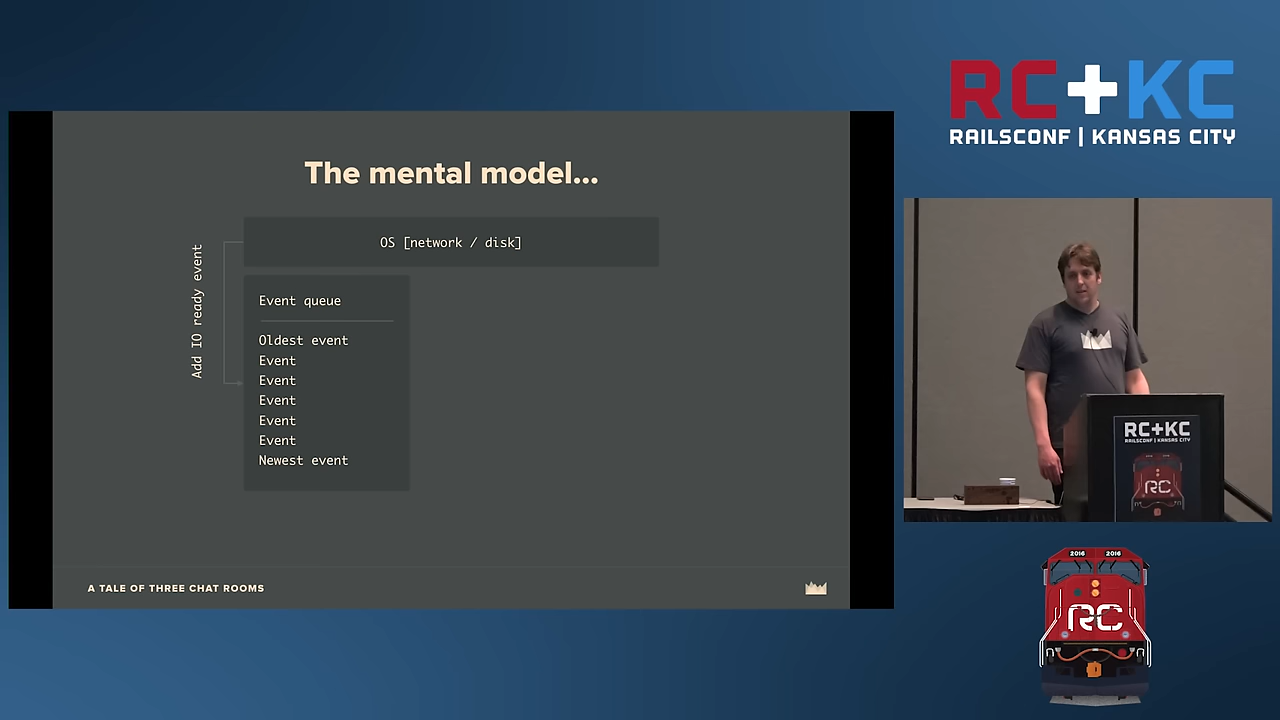 The mental model...
OS [network / disk]
Add IO ready event
Event queue
Oldest event
Event
Event
Event
Event
Event
Newest event
A TALE OF THREE CHAT ROOMS
RC+KC
RAILSCONF | KANSAS CITY
RC+KC
RAILSCONF | KANSAS CITY
RC
2016 2016
RC